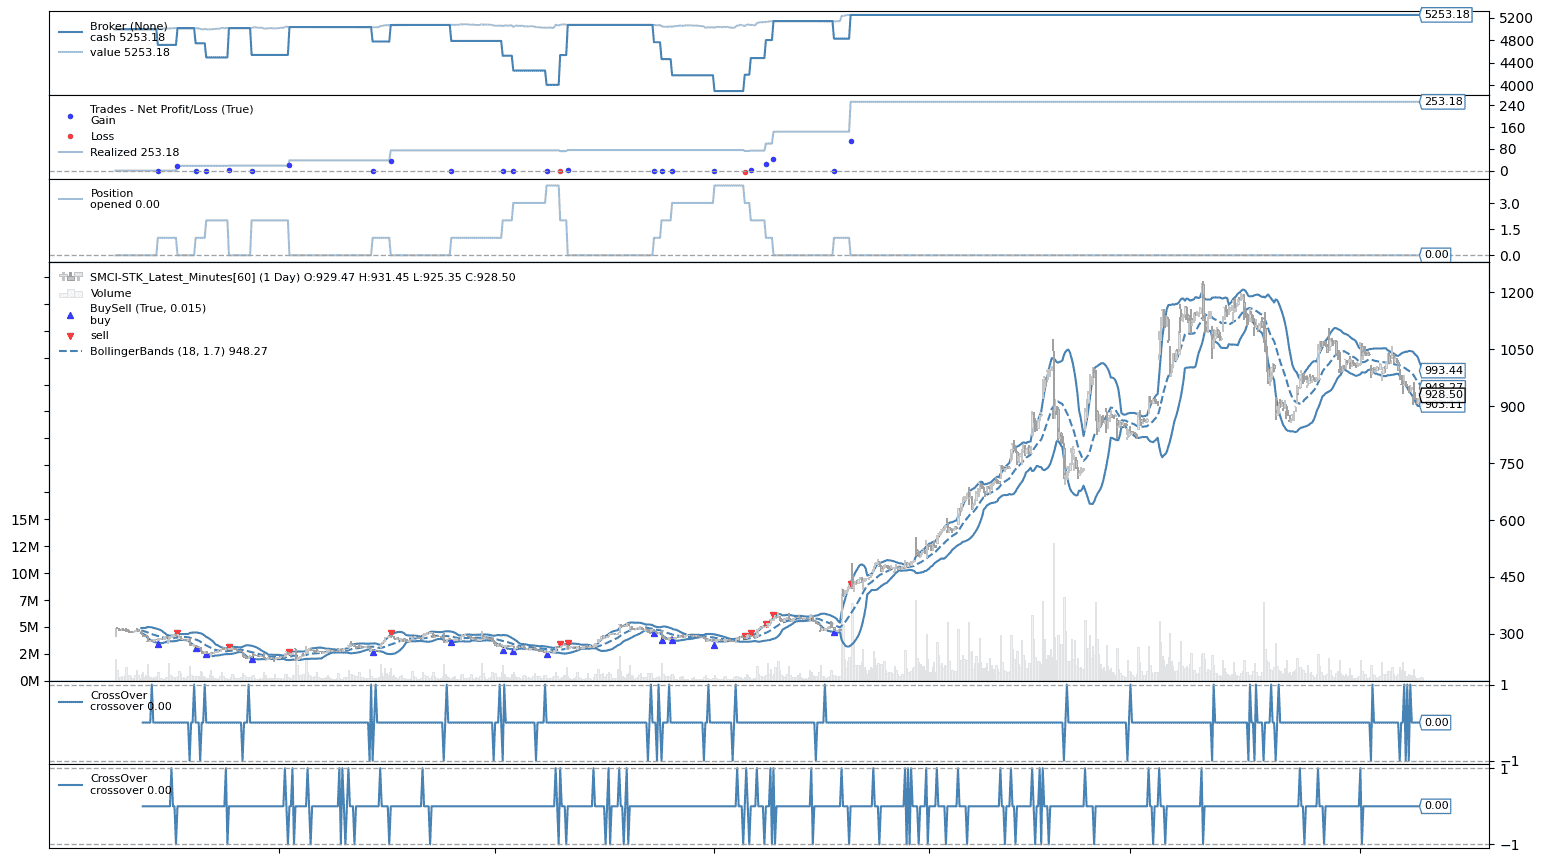 Broker (None)
cash 5253.18
value 5253.18
5253.18
5200
4800
4400
4000
Trades - Net Profit/Loss (True)
Gain
Loss
Realized 253.18
253.18
240
160
80
0
Position
opened 0.00
3.0
1.5
0.00
0.0
SMCI-STK_Latest_Minutes[60] (1 Day) O:929.47 H:931.45 L:925.35 C:928.50
Volume
BuySell (True, 0.015)
buy
sell
BollingerBands (18, 1.7) 948.27
1200
1050
993.44
948.27
928.50
903.11
900
750
600
450
300
15M
12M
10M
7M
5M
2M
0M
CrossOver
crossover 0.00
1
0.00
−1
CrossOver
crossover 0.00
1
0.00
−1